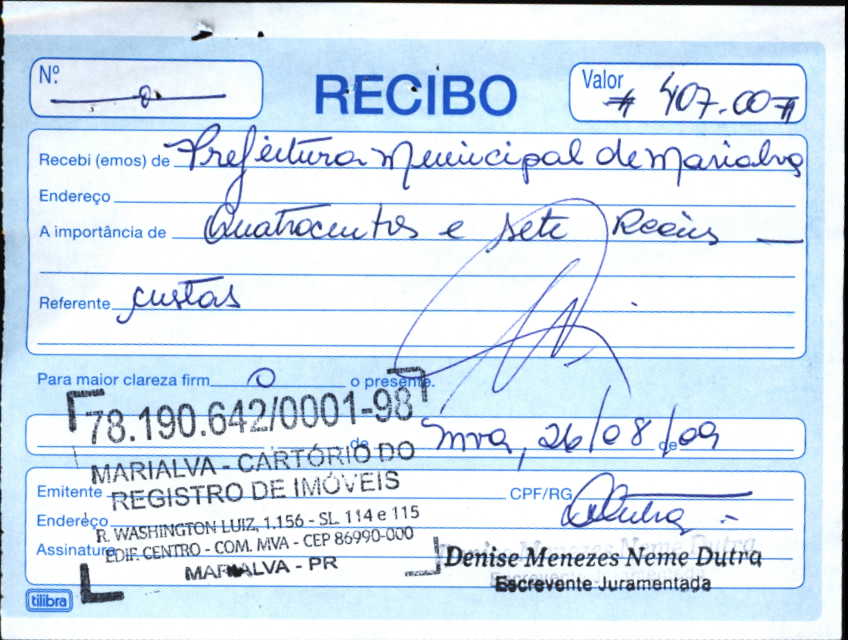 Nº 0
RECIBO
Valor # 407.00 #
Recebi (emos) de Prefeitura Municipal de Marialva
Endereço
A importância de Quatrocentos e sete Reais
Referente custas
Para maior clareza firm o o presente.
78.190.642/0001-98
de Mva, 26/08/09 de
MARIALVA - CARTÓRIO DO
REGISTRO DE IMÓVEIS
Emitente CPF/RG
Endereço
R. WASHINGTON LUIZ, 1.156 - SL 114 e 115
Assinatura
EDIF. CENTRO - COM. MVA - CEP 86990-000
MARIALVA - PR
Denise Menezes Neme Dutra
Escrevente Juramentada
tilibra